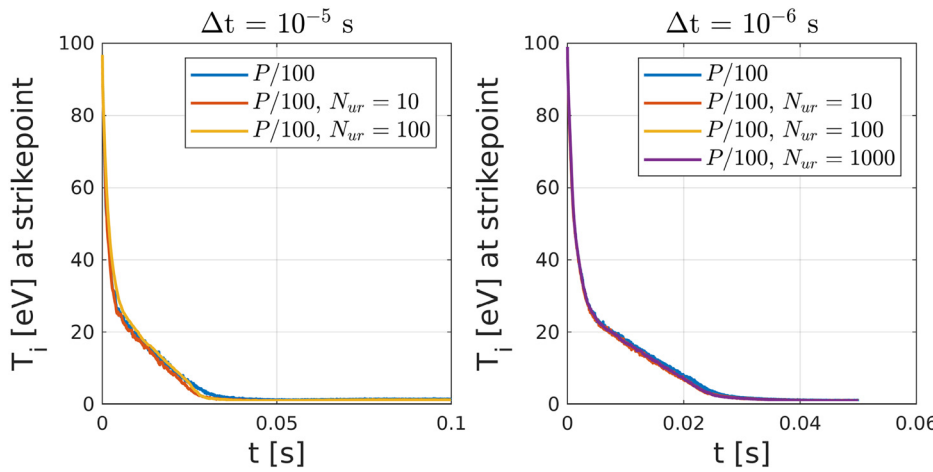 Δt = 10⁻⁵ s
T_i [eV] at strikepoint
100
80
60
40
20
0
P/100
P/100, N_ur = 10
P/100, N_ur = 100
0
0.05
0.1
t [s]
Δt = 10⁻⁶ s
T_i [eV] at strikepoint
100
80
60
40
20
0
P/100
P/100, N_ur = 10
P/100, N_ur = 100
P/100, N_ur = 1000
0
0.02
0.04
0.06
t [s]